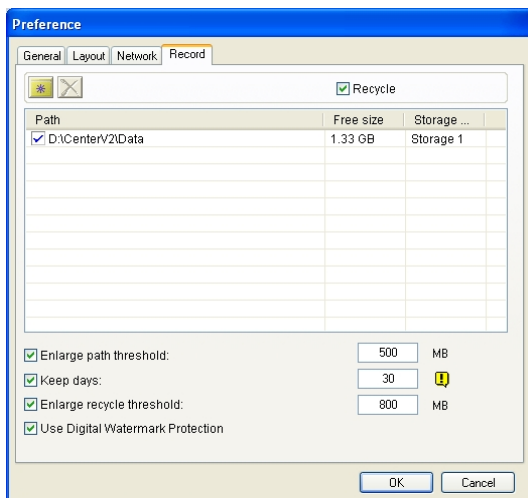 Preference
General Layout Network Record
Recycle
Path Free size Storage ...
D:\CenterV2\Data 1.33 GB Storage 1
Enlarge path threshold: 500 MB
Keep days: 30
Enlarge recycle threshold: 800 MB
Use Digital Watermark Protection
OK Cancel